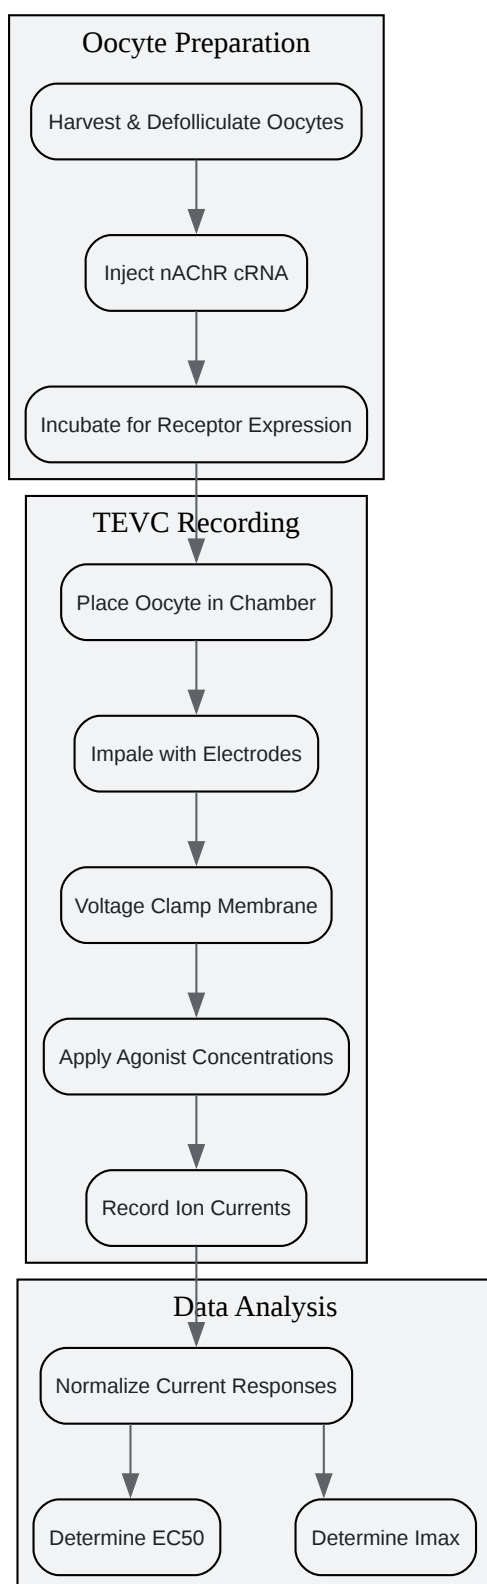 Oocyte Preparation
Harvest & Defolliculate Oocytes
Inject nAChR cRNA
Incubate for Receptor Expression
TEVC Recording
Place Oocyte in Chamber
Impale with Electrodes
Voltage Clamp Membrane
Apply Agonist Concentrations
Record Ion Currents
Data Analysis
Normalize Current Responses
Determine EC50
Determine Imax